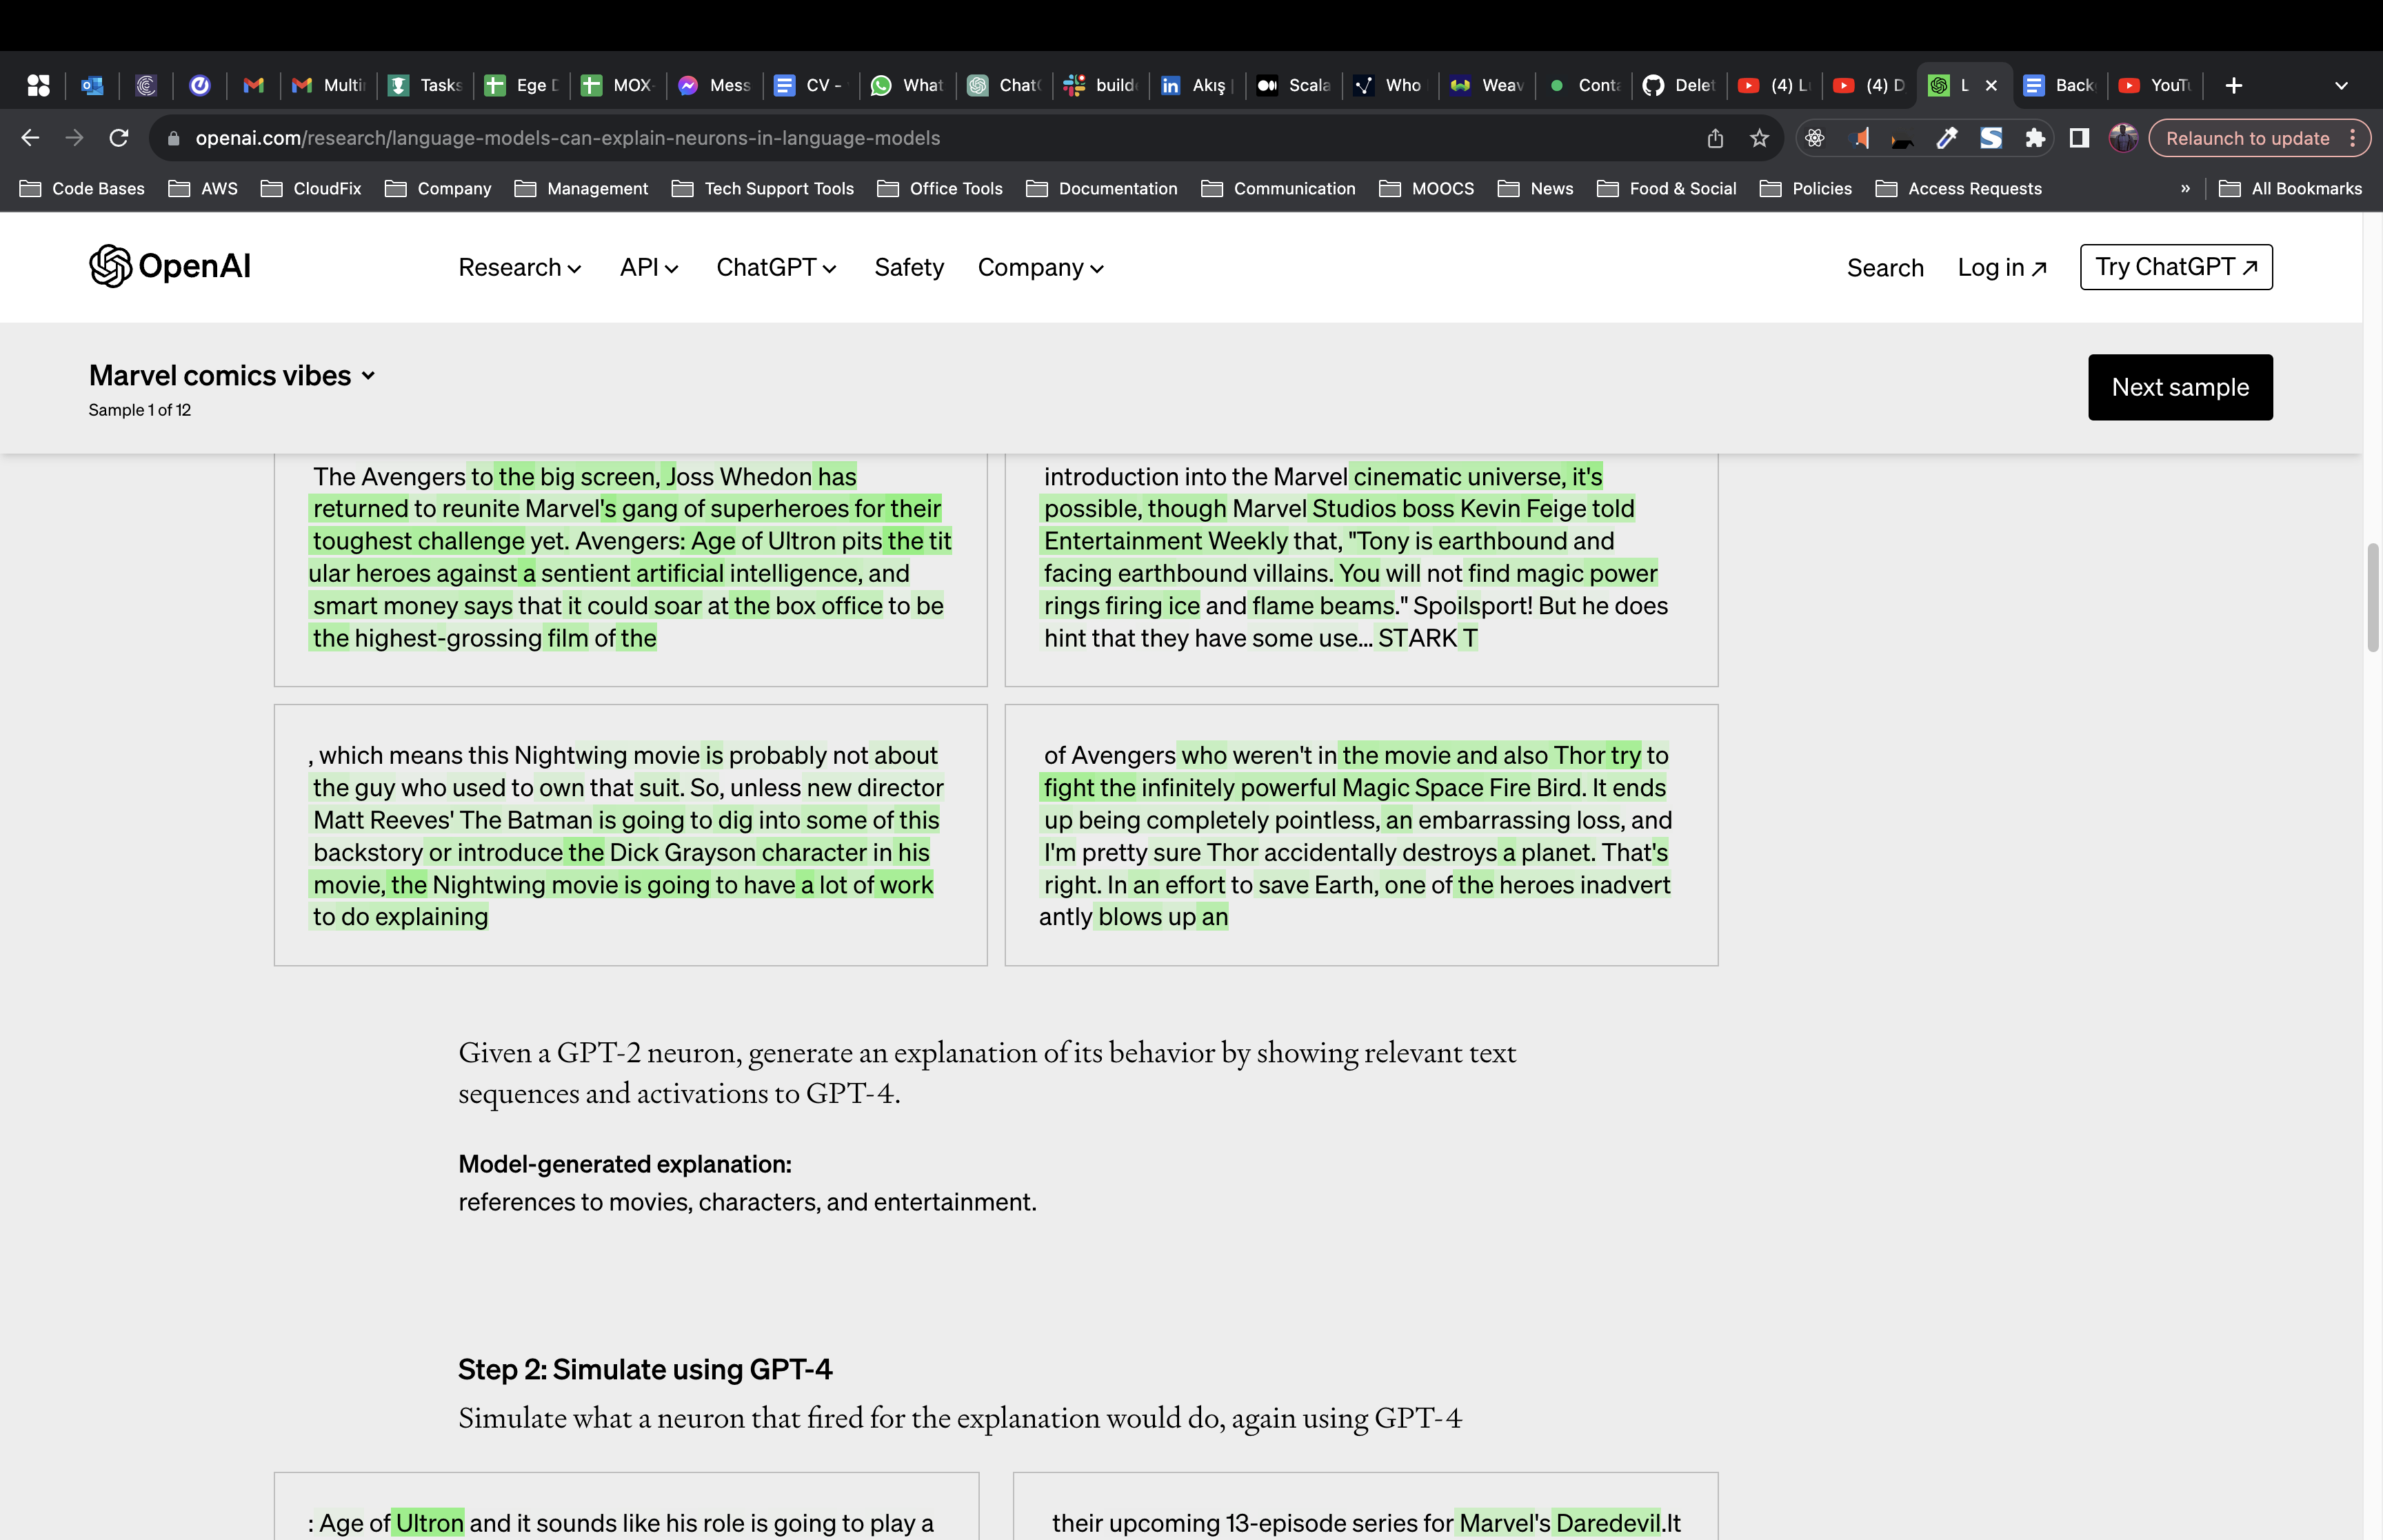 Multi
Tasks
Ege D
MOX-
Mess
CV -
What
Chat
build
Akış
Scala
Who
Weav
Conta
Delet
(4) L
(4) D
L
Back
YouTu
openai.com/research/language-models-can-explain-neurons-in-language-models
Relaunch to update
Code Bases
AWS
CloudFix
Company
Management
Tech Support Tools
Office Tools
Documentation
Communication
MOOCS
News
Food & Social
Policies
Access Requests
»
All Bookmarks
OpenAI
Research
API
ChatGPT
Safety
Company
Search
Log in ↗
Try ChatGPT ↗
Marvel comics vibes
Sample 1 of 12
Next sample
The Avengers to the big screen, Joss Whedon has
returned to reunite Marvel's gang of superheroes for their
toughest challenge yet. Avengers: Age of Ultron pits the tit
ular heroes against a sentient artificial intelligence, and
smart money says that it could soar at the box office to be
the highest-grossing film of the
introduction into the Marvel cinematic universe, it's
possible, though Marvel Studios boss Kevin Feige told
Entertainment Weekly that, "Tony is earthbound and
facing earthbound villains. You will not find magic power
rings firing ice and flame beams." Spoilsport! But he does
hint that they have some use... STARK T
, which means this Nightwing movie is probably not about
the guy who used to own that suit. So, unless new director
Matt Reeves' The Batman is going to dig into some of this
backstory or introduce the Dick Grayson character in his
movie, the Nightwing movie is going to have a lot of work
to do explaining
of Avengers who weren't in the movie and also Thor try to
fight the infinitely powerful Magic Space Fire Bird. It ends
up being completely pointless, an embarrassing loss, and
I'm pretty sure Thor accidentally destroys a planet. That's
right. In an effort to save Earth, one of the heroes inadvert
antly blows up an
Given a GPT-2 neuron, generate an explanation of its behavior by showing relevant text
sequences and activations to GPT-4.
Model-generated explanation:
references to movies, characters, and entertainment.
Step 2: Simulate using GPT-4
Simulate what a neuron that fired for the explanation would do, again using GPT-4
: Age of Ultron and it sounds like his role is going to play a
their upcoming 13-episode series for Marvel's Daredevil.It